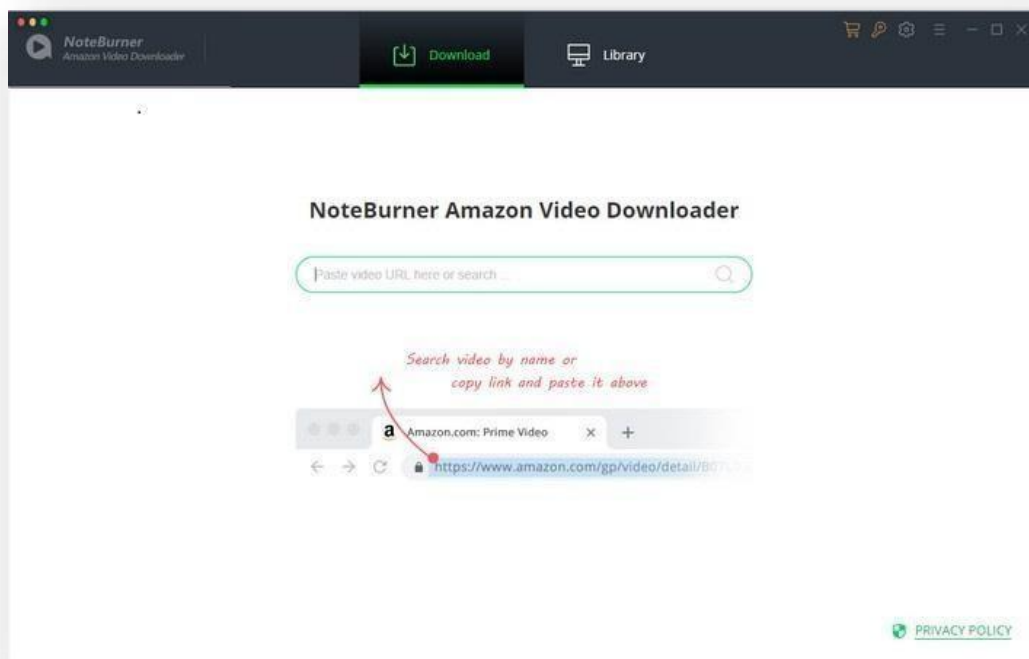 NoteBurner
Amazon Video Downloader
Download
Library
NoteBurner Amazon Video Downloader
Paste video URL here or search ...
Search video by name or
copy link and paste it above
a Amazon.com: Prime Video
https://www.amazon.com/gp/video/detail/
PRIVACY POLICY